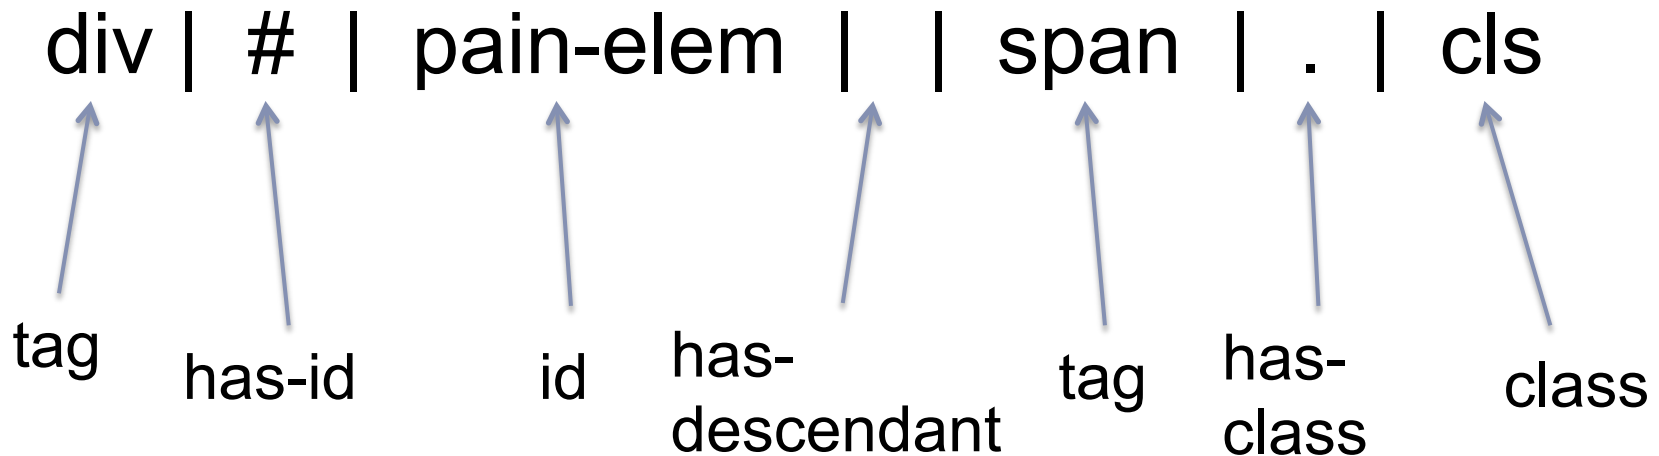 div | # | pain-elem | | span | . | cls
tag has-id id has-descendant tag has-class class